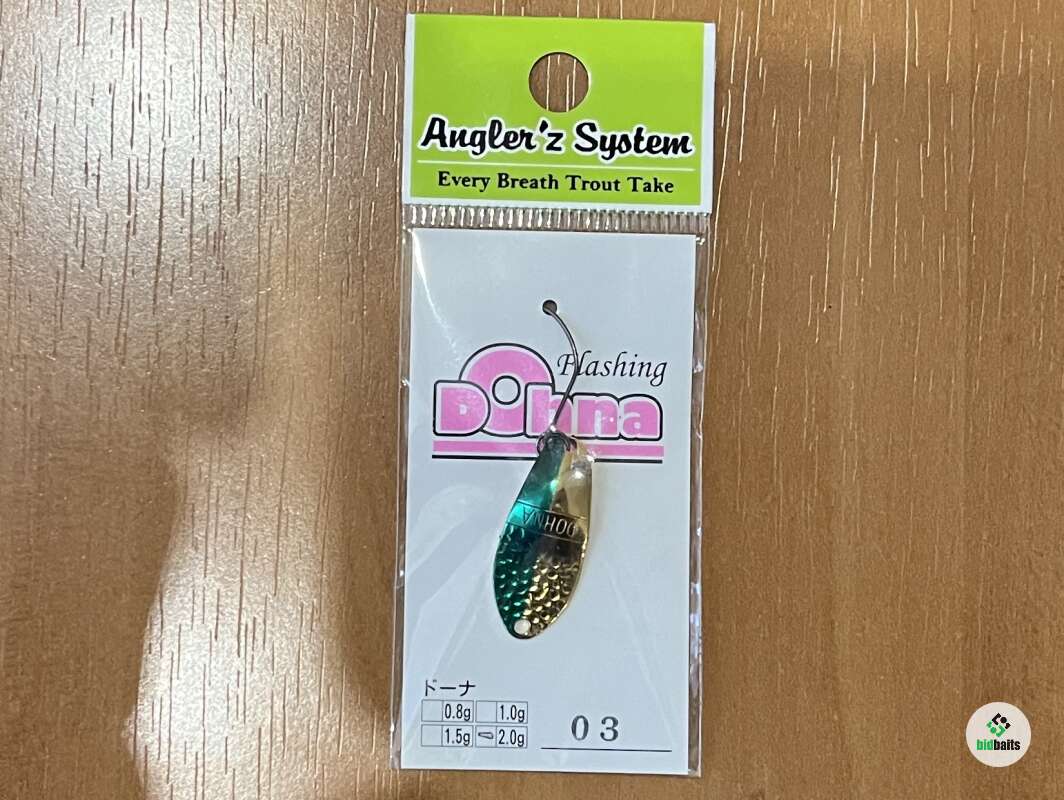 Angler'z System
Every Breath Trout Take
Flashing
Dohna
DOHNA
ドーナ
0.8g 1.0g
1.5g 2.0g
03
bidbaits